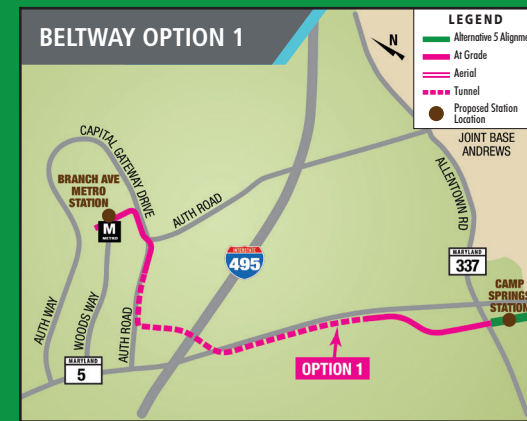 BELTWAY OPTION 1
N
LEGEND
Alternative 5 Alignme
At Grade
Aerial
Tunnel
Proposed Station
Location
JOINT BASE
ANDREWS
CAPITAL GATEWAY DRIVE
BRANCH AVE
METRO
STATION
M
METRO
AUTH ROAD
ALLENTOWN RD
INTERSTATE
495
MARYLAND
337
CAMP
SPRINGS
STATION
AUTH WAY
WOODS WAY
AUTH ROAD
MARYLAND
5
OPTION 1